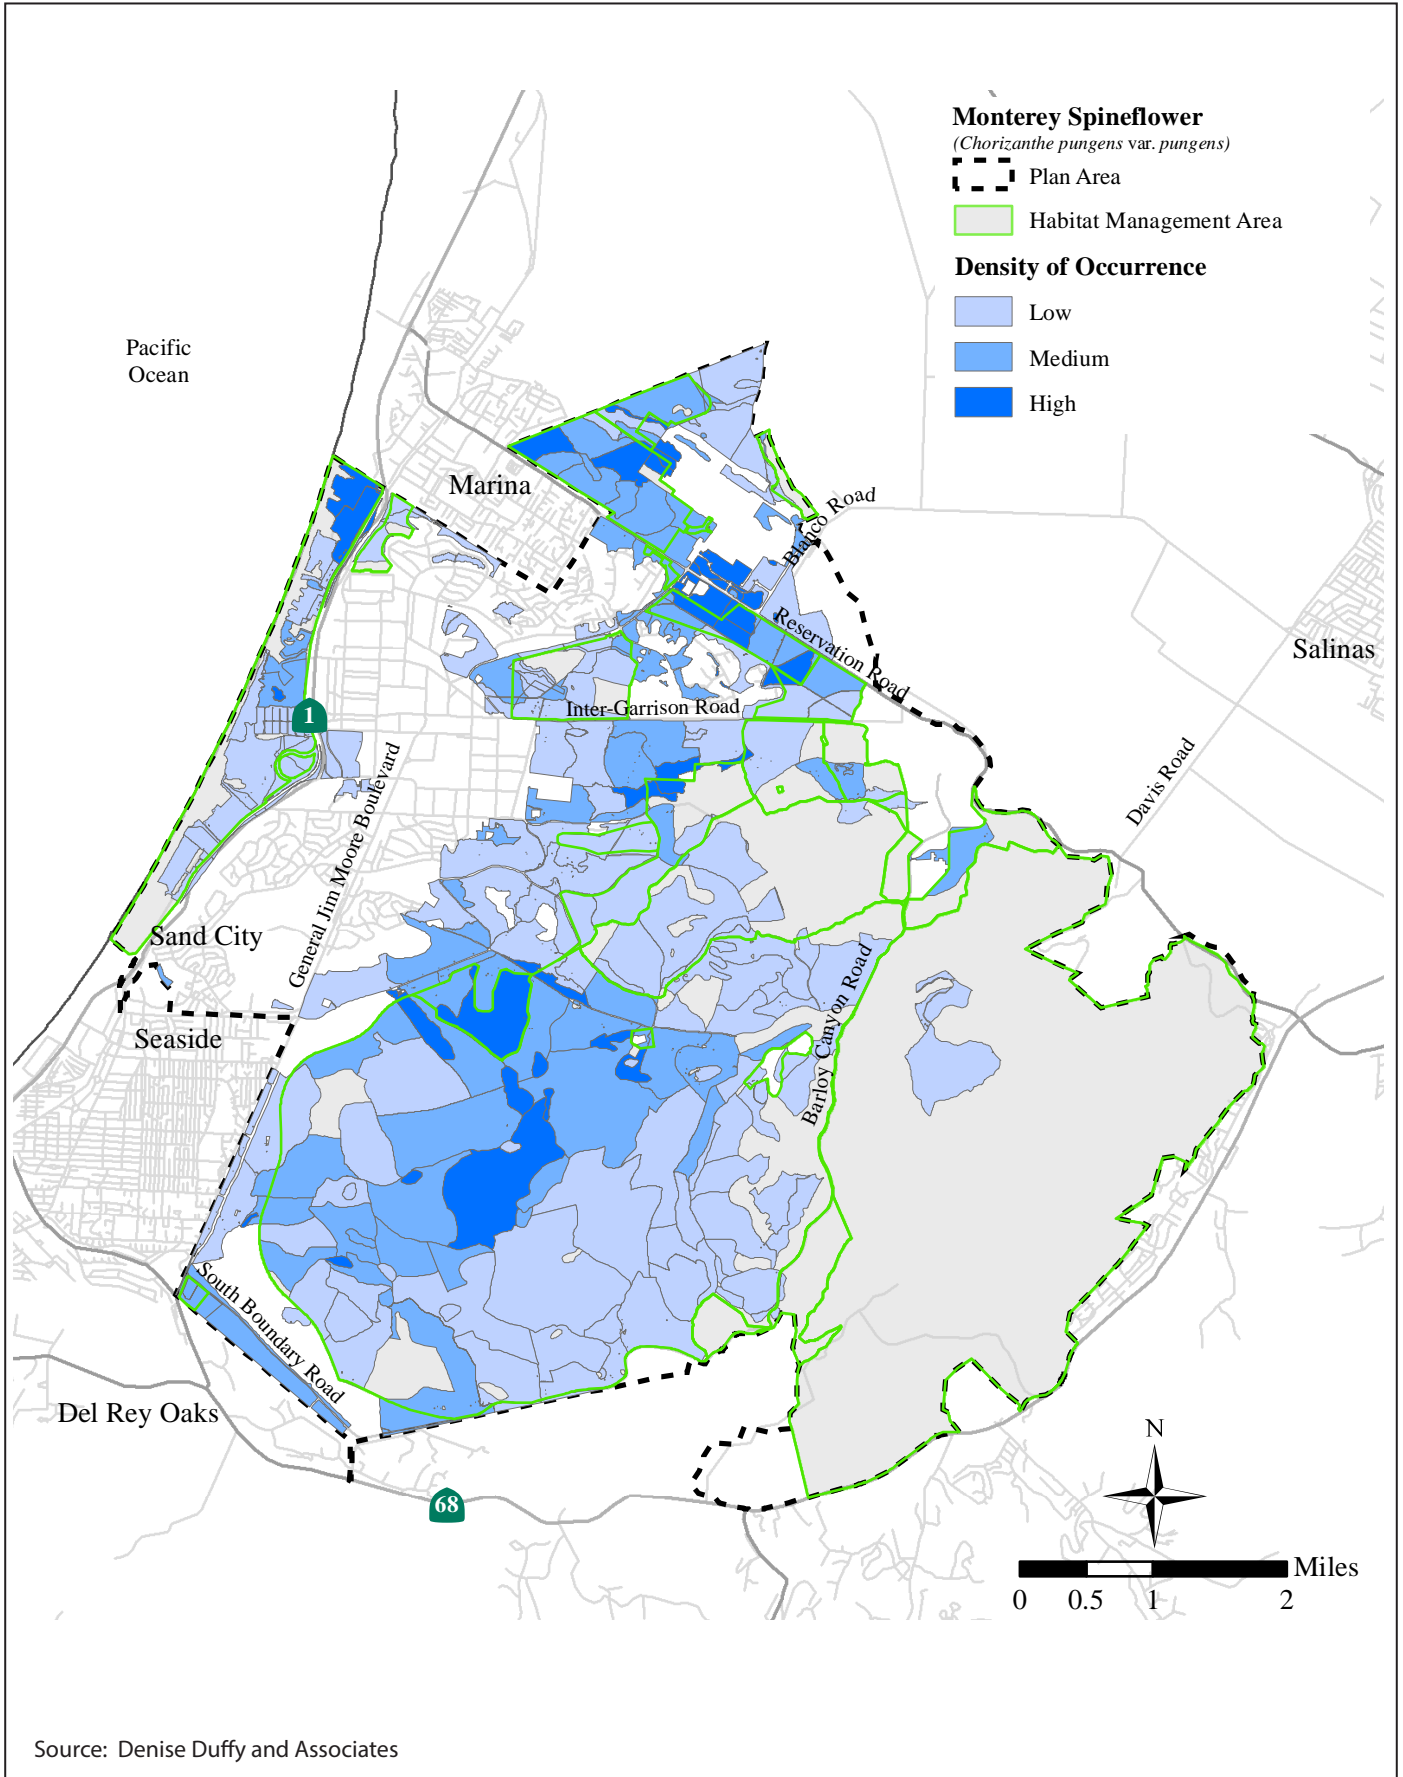 Monterey Spineflower
(Chorizanthe pungens var. pungens)
Plan Area
Habitat Management Area
Density of Occurrence
Low
Medium
High
Pacific
Ocean
Marina
Blanco Road
Reservation Road
Salinas
Inter-Garrison Road
1
General Jim Moore Boulevard
Davis Road
Sand City
Seaside
Barloy Canyon Road
South Boundary Road
Del Rey Oaks
68
N
Miles
0 0.5 1 2
Source: Denise Duffy and Associates